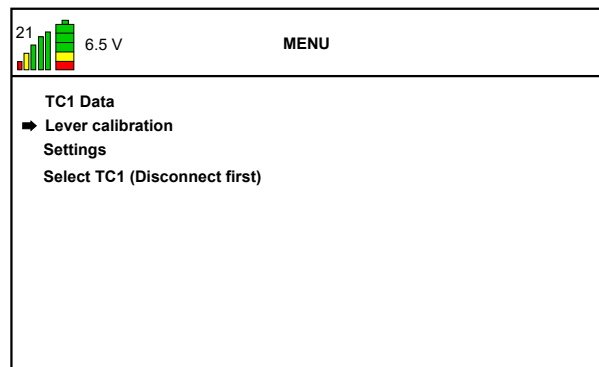 21
6.5 V
MENU
TC1 Data
Lever calibration
Settings
Select TC1 (Disconnect first)